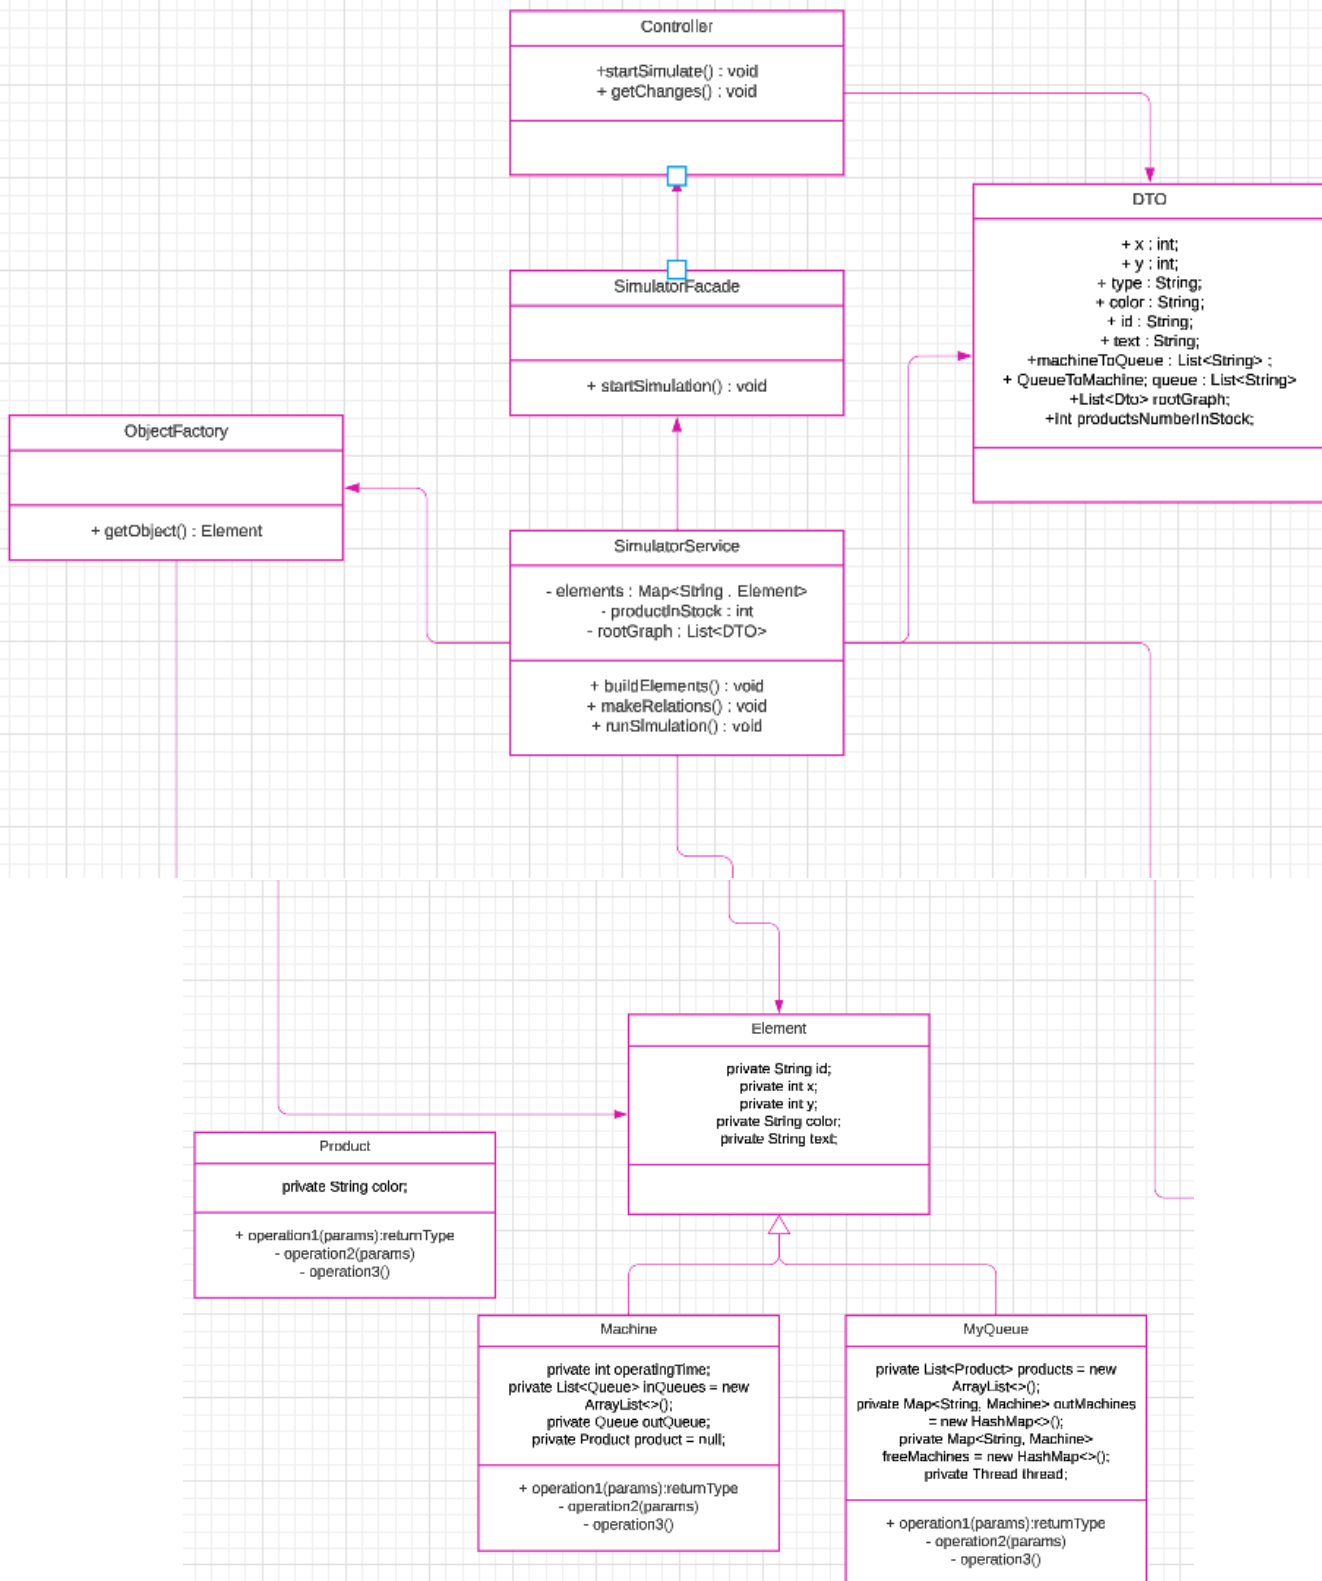 Controller
+startSimulate() : void
+ getChanges() : void
DTO
+ x : int;
+ y : int;
+ type : String;
+ color : String;
+ id : String;
+ text : String;
+machineToQueue : List<String> ;
+ QueueToMachine; queue : List<String>
+List<Dto> rootGraph;
+int productsNumberInStock;
SimulatorFacade
+ startSimulation() : void
ObjectFactory
+ getObject() : Element
SimulatorService
- elements : Map<String . Element>
- productInStock : int
- rootGraph : List<DTO>
+ buildElements() : void
+ makeRelations() : void
+ runSimulation() : void
Element
private String id;
private int x;
private int y;
private String color;
private String text;
Product
private String color;
+ operation1(params):returnType
- operation2(params)
- operation3()
Machine
private int operatingTime;
private List<Queue> inQueues = new
ArrayList<>();
private Queue outQueue;
private Product product = null;
+ operation1(params):returnType
- operation2(params)
- operation3()
MyQueue
private List<Product> products = new
ArrayList<>();
private Map<String, Machine> outMachines
= new HashMap<>();
private Map<String, Machine>
freeMachines = new HashMap<>();
private Thread thread;
+ operation1(params):returnType
- operation2(params)
- operation3()